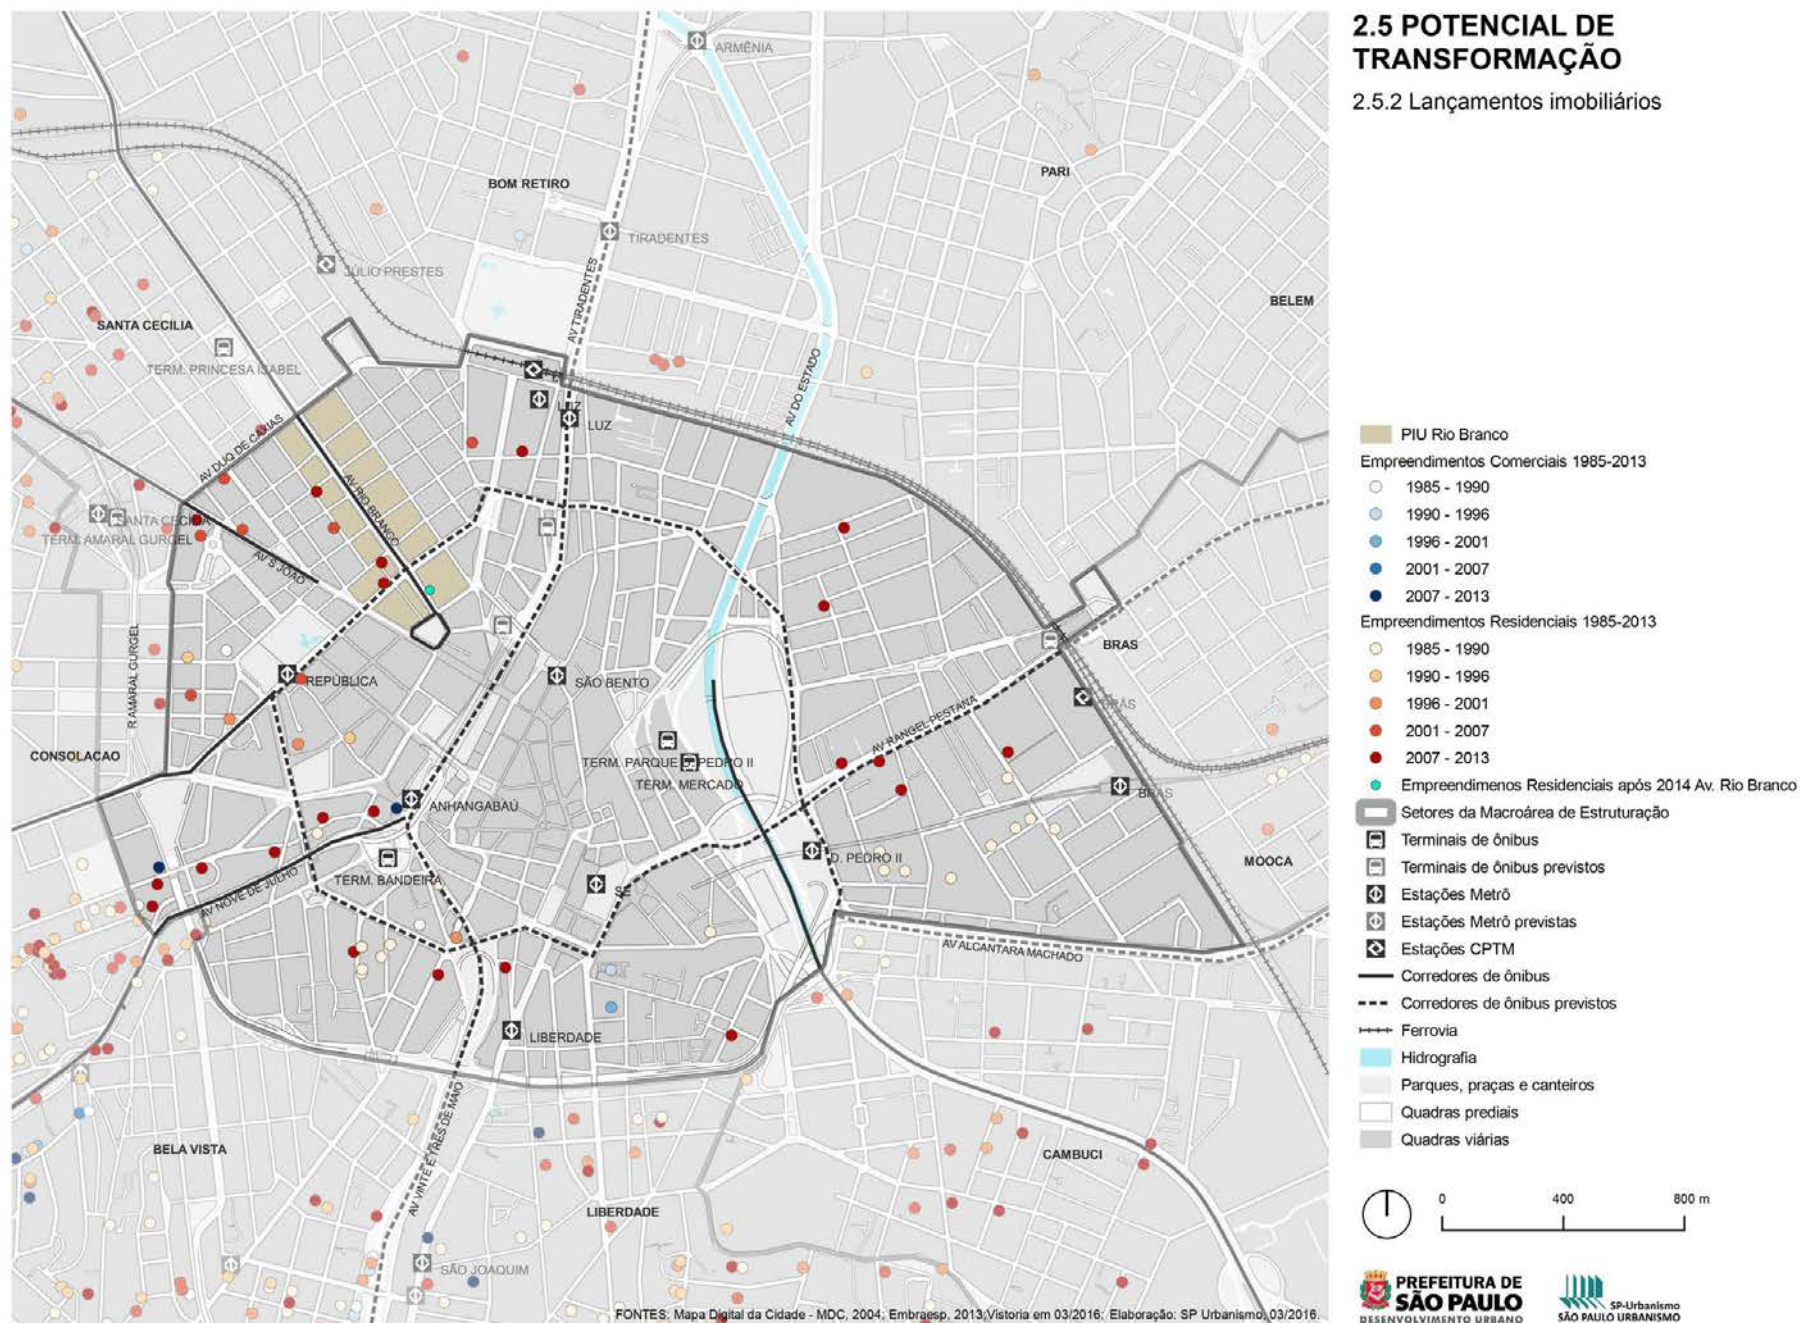 2.5 POTENCIAL DE
TRANSFORMAÇÃO
2.5.2 Lançamentos imobiliários
ARMÊNIA
PARI
BOM RETIRO
TIRADENTES
JÚLIO PRESTES
AV TIRADENTES
BELEM
SANTA CECILIA
TERM. PRINCESA ISABEL
AV DO ESTADO
LUZ
LUZ
AV DUQ DE CAXIAS
AV RIO BRANCO
SANTA CECÍLIA
TERM. AMARAL GURGEL
AV S JOÃO
R AMARAL GURGEL
BRAS
REPÚBLICA
SÃO BENTO
BRÁS
AV RANGEL PESTANA
CONSOLACAO
TERM. PARQUE D. PEDRO II
TERM. MERCADO
BRÁS
ANHANGABAÚ
D. PEDRO II
MOOCA
TERM. BANDEIRA
SÉ
AV NOVE DE JULHO
AV ALCANTARA MACHADO
LIBERDADE
BELA VISTA
AV VINTE E TRES DE MAIO
CAMBUCI
LIBERDADE
SÃO JOAQUIM
FONTES: Mapa Digital da Cidade - MDC, 2004; Embraesp, 2013;Vistoria em 03/2016; Elaboração: SP Urbanismo, 03/2016.
PIU Rio Branco
Empreendimentos Comerciais 1985-2013
1985 - 1990
1990 - 1996
1996 - 2001
2001 - 2007
2007 - 2013
Empreendimentos Residenciais 1985-2013
1985 - 1990
1990 - 1996
1996 - 2001
2001 - 2007
2007 - 2013
Empreendimenos Residenciais após 2014 Av. Rio Branco
Setores da Macroárea de Estruturação
Terminais de ônibus
Terminais de ônibus previstos
Estações Metrô
Estações Metrô previstas
Estações CPTM
Corredores de ônibus
Corredores de ônibus previstos
Ferrovia
Hidrografia
Parques, praças e canteiros
Quadras prediais
Quadras viárias
0 400 800 m
PREFEITURA DE
SÃO PAULO
DESENVOLVIMENTO URBANO
SP-Urbanismo
SÃO PAULO URBANISMO